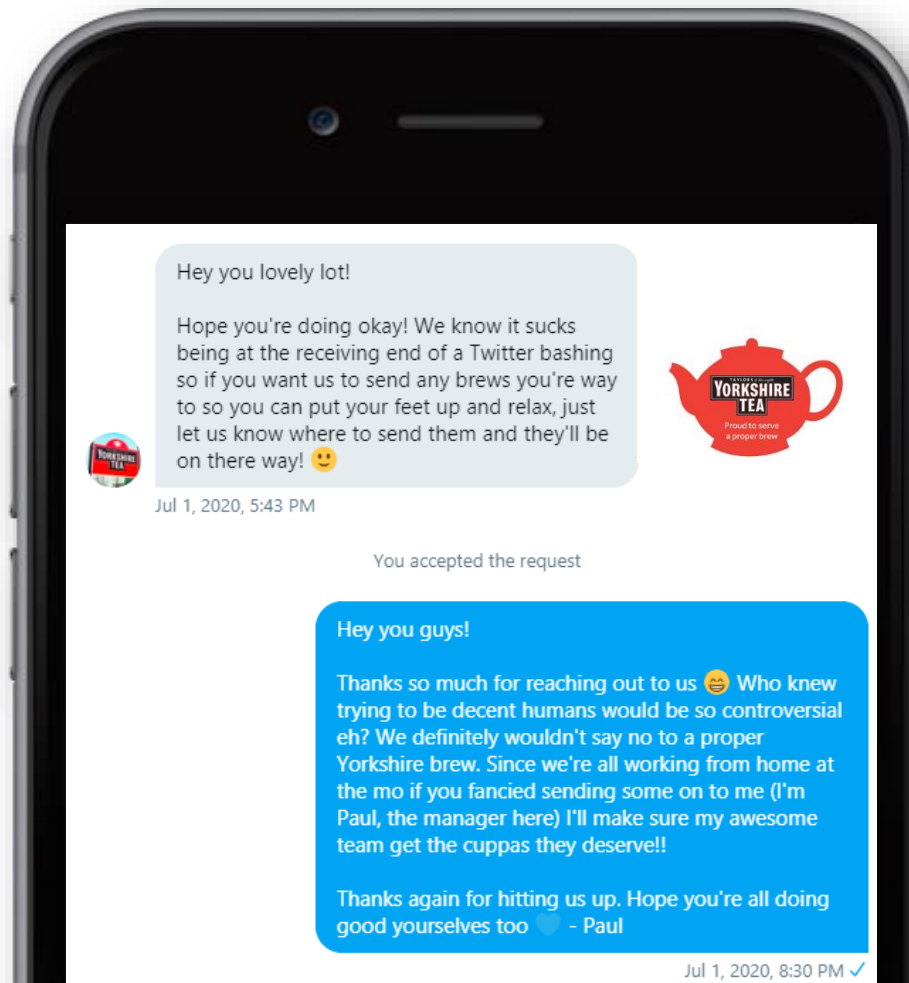 Hey you lovely lot!
Hope you're doing okay! We know it sucks
being at the receiving end of a Twitter bashing
so if you want us to send any brews you're way
to so you can put your feet up and relax, just
let us know where to send them and they'll be
on there way! 🙂
YORKSHIRE
TEA
Jul 1, 2020, 5:43 PM
YORKSHIRE
TEA
Proud to serve
a proper brew
You accepted the request
Hey you guys!
Thanks so much for reaching out to us 😁 Who knew
trying to be decent humans would be so controversial
eh? We definitely wouldn't say no to a proper
Yorkshire brew. Since we're all working from home at
the mo if you fancied sending some on to me (I'm
Paul, the manager here) I'll make sure my awesome
team get the cuppas they deserve!!
Thanks again for hitting us up. Hope you're all doing
good yourselves too 💙 - Paul
Jul 1, 2020, 8:30 PM ✓